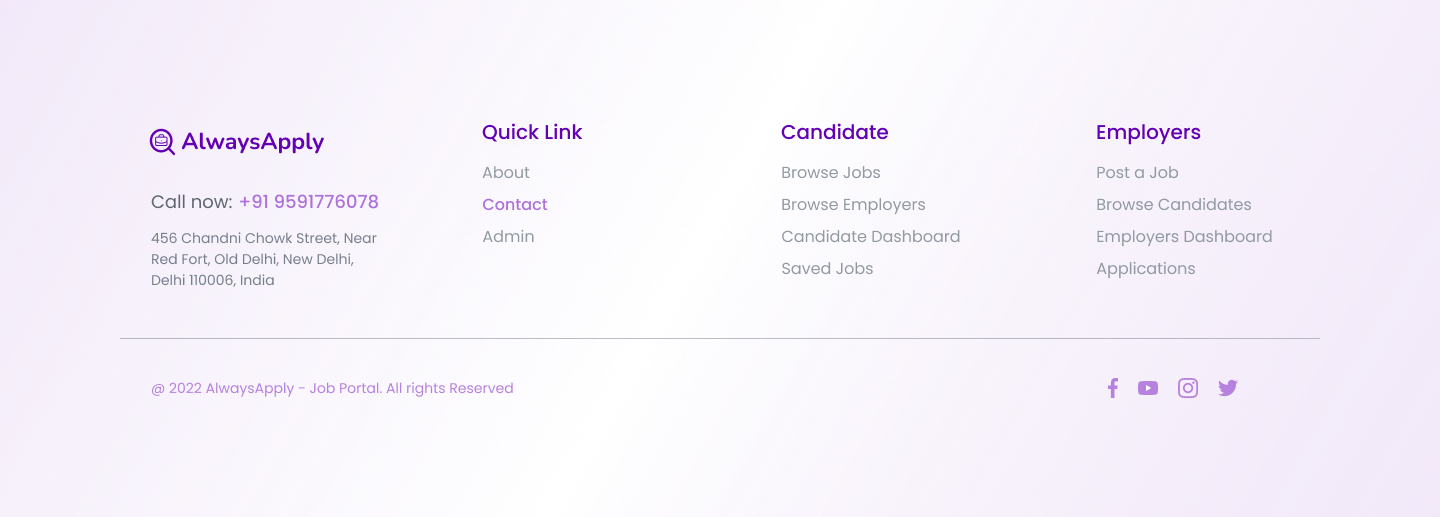 AlwaysApply
Call now: +91 9591776078
456 Chandni Chowk Street, Near
Red Fort, Old Delhi, New Delhi,
Delhi 110006, India
Quick Link
About
Contact
Admin
Candidate
Browse Jobs
Browse Employers
Candidate Dashboard
Saved Jobs
Employers
Post a Job
Browse Candidates
Employers Dashboard
Applications
@ 2022 AlwaysApply - Job Portal. All rights Reserved